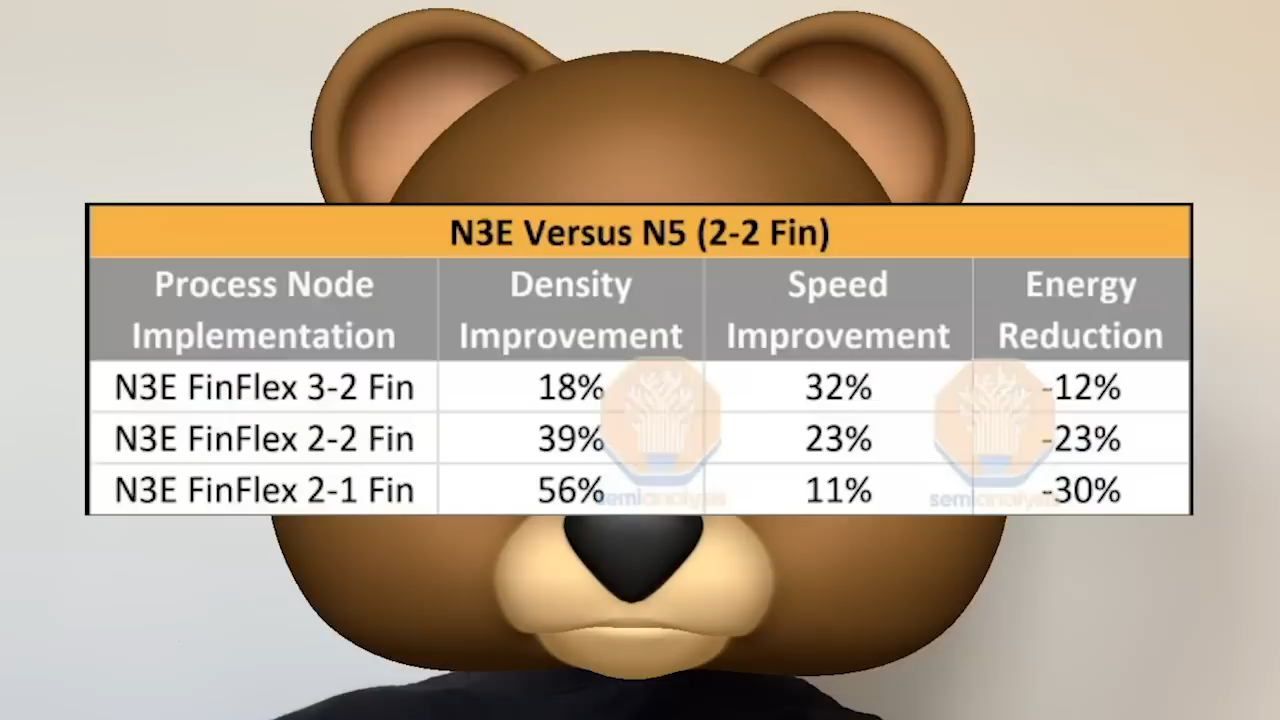 N3E Versus N5 (2-2 Fin)
Process Node Implementation
Density Improvement
Speed Improvement
Energy Reduction
N3E FinFlex 3-2 Fin 18% 32% -12%
N3E FinFlex 2-2 Fin 39% 23% -23%
N3E FinFlex 2-1 Fin 56% 11% -30%
semianalysis
semianalysis